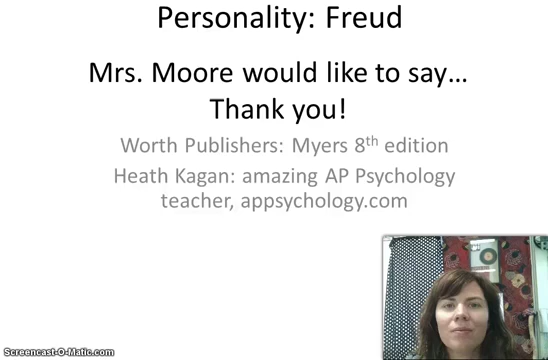 Personality: Freud
Mrs. Moore would like to say…
Thank you!
Worth Publishers: Myers 8th edition
Heath Kagan: amazing AP Psychology
teacher, appsychology.com
Screencast-O-Matic.com